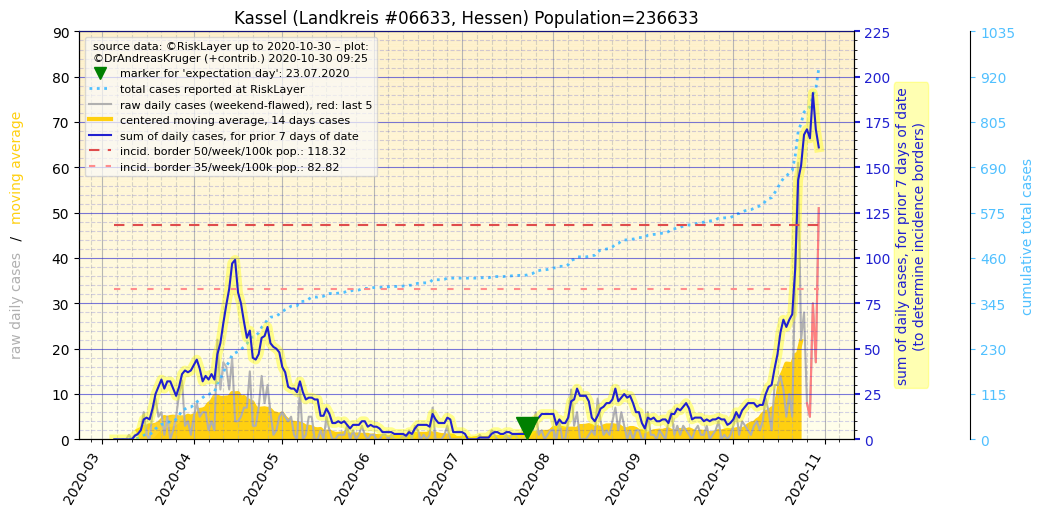 Kassel (Landkreis #06633, Hessen) Population=236633
source data: ©RiskLayer up to 2020-10-30 – plot:
©DrAndreasKruger (+contrib.) 2020-10-30 09:25
marker for 'expectation day': 23.07.2020
total cases reported at RiskLayer
raw daily cases (weekend-flawed), red: last 5
centered moving average, 14 days cases
sum of daily cases, for prior 7 days of date
incid. border 50/week/100k pop.: 118.32
incid. border 35/week/100k pop.: 82.82
raw daily cases / moving average
90
80
70
60
50
40
30
20
10
0
225
200
175
150
125
100
75
50
25
0
sum of daily cases, for prior 7 days of date
(to determine incidence borders)
1035
920
805
690
575
460
345
230
115
0
cumulative total cases
2020-03
2020-04
2020-05
2020-06
2020-07
2020-08
2020-09
2020-10
2020-11